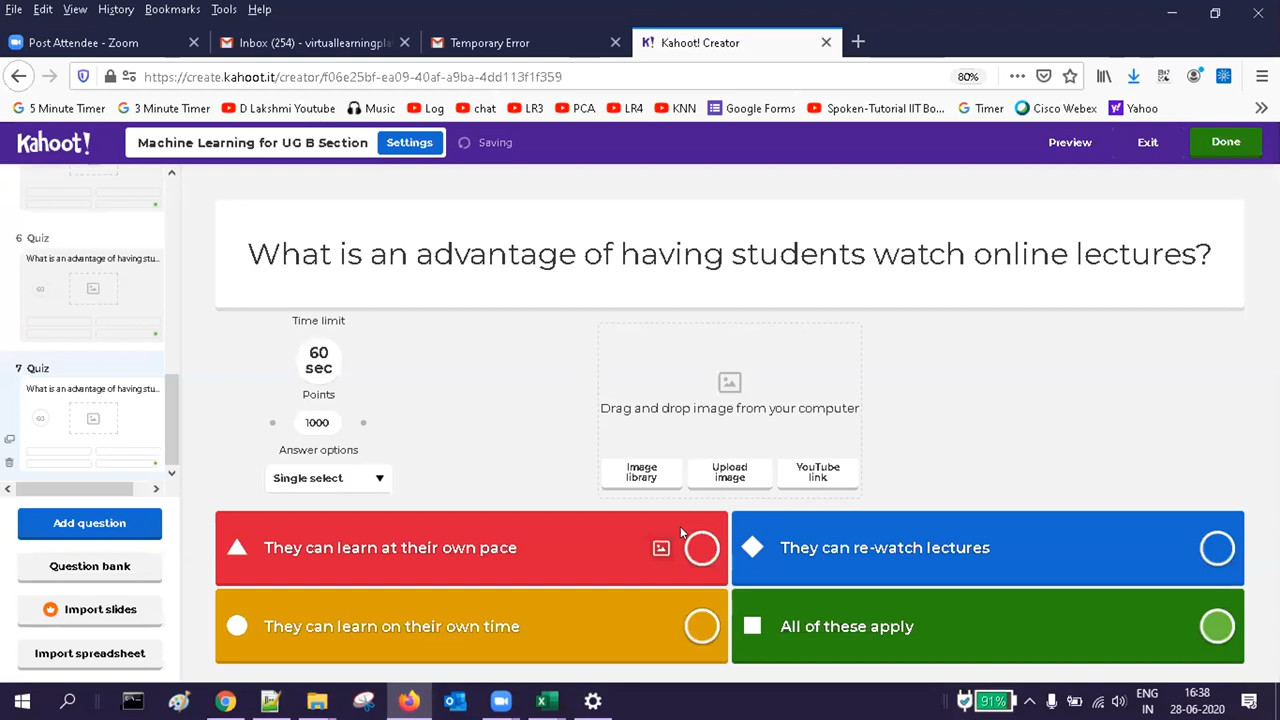 File Edit View History Bookmarks Tools Help
Post Attendee - Zoom Inbox (254) - virtuallearningpla Temporary Error K! Kahoot! Creator
https://create.kahoot.it/creator/f06e25bf-ea09-40af-a9ba-4dd113f1f359 80%
5 Minute Timer 3 Minute Timer D Lakshmi Youtube Music Log chat LR3 PCA LR4 KNN Google Forms Spoken-Tutorial IIT Bo... Timer Cisco Webex Yahoo
Kahoot! Machine Learning for UG B Section Settings Saving Preview Exit Done
6 Quiz
What is an advantage of having stu...
60
7 Quiz
What is an advantage of having stu...
60
Add question
Question bank
Import slides
Import spreadsheet
What is an advantage of having students watch online lectures?
Time limit
60
sec
Points
1000
Answer options
Single select
Drag and drop image from your computer
Image library
Upload image
YouTube link
They can learn at their own pace
They can re-watch lectures
They can learn on their own time
All of these apply
91% ENG 16:38
IN 28-06-2020